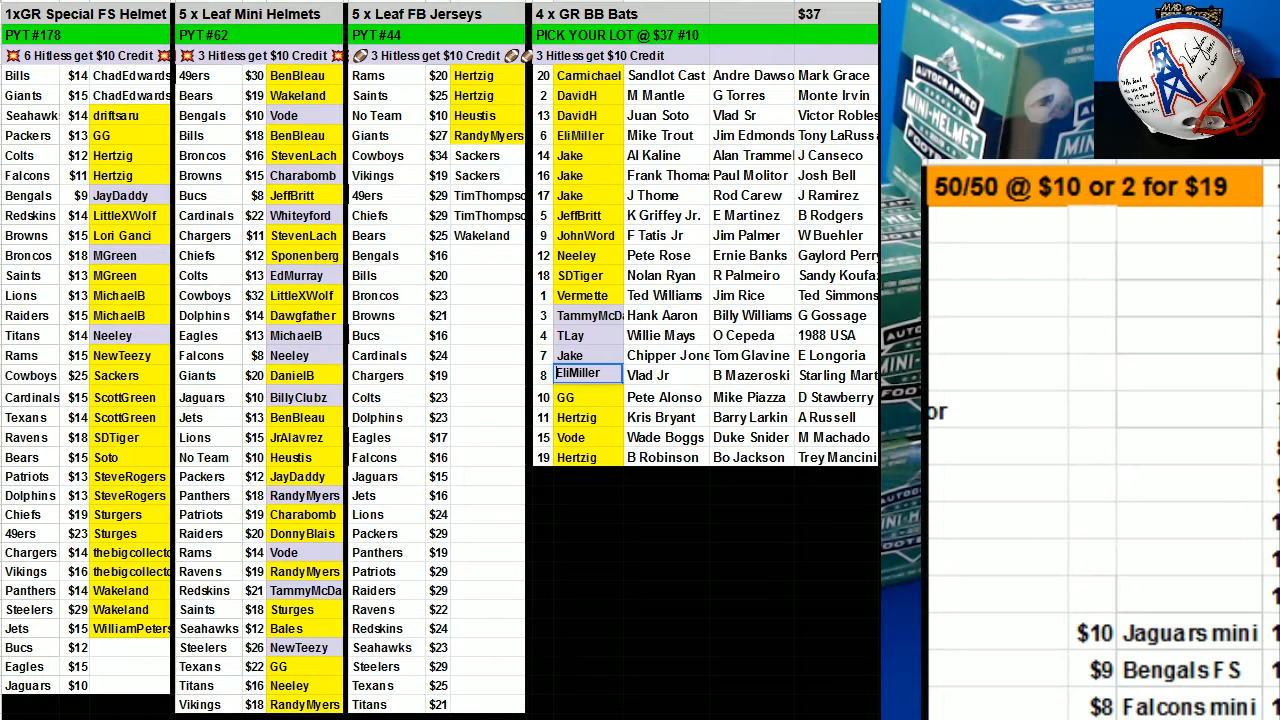 1xGR Special FS Helmet
PYT #178
6 Hitless get $10 Credit
Bills $14 ChadEdwards
Giants $15 ChadEdwards
Seahawk $14 driftsaru
Packers $13 GG
Colts $12 Hertzig
Falcons $11 Hertzig
Bengals $9 JayDaddy
Redskins $14 LittleXWolf
Browns $15 Lori Ganci
Broncos $18 MGreen
Saints $13 MGreen
Lions $13 MichaelB
Raiders $15 MichaelB
Titans $14 Neeley
Rams $15 NewTeezy
Cowboys $25 Sackers
Cardinals $15 ScottGreen
Texans $14 ScottGreen
Ravens $18 SDTiger
Bears $15 Soto
Patriots $13 SteveRogers
Dolphins $13 SteveRogers
Chiefs $19 Sturgers
49ers $23 Sturges
Chargers $14 thebigcollecto
Vikings $16 thebigcollecto
Panthers $14 Wakeland
Steelers $29 Wakeland
Jets $15 WilliamPeters
Bucs $12
Eagles $15
Jaguars $10
5 x Leaf Mini Helmets
PYT #62
3 Hitless get $10 Credit
49ers $30 BenBleau
Bears $19 Wakeland
Bengals $10 Vode
Bills $18 BenBleau
Broncos $16 StevenLach
Browns $15 Charabomb
Bucs $8 JeffBritt
Cardinals $22 Whiteyford
Chargers $11 StevenLach
Chiefs $12 Sponenberg
Colts $13 EdMurray
Cowboys $32 LittleXWolf
Dolphins $14 Dawgfather
Eagles $13 MichaelB
Falcons $8 Neeley
Giants $20 DanielB
Jaguars $10 BillyClubz
Jets $13 BenBleau
Lions $15 JrAlavrez
No Team $10 Heustis
Packers $12 JayDaddy
Panthers $18 RandyMyers
Patriots $19 Charabomb
Raiders $20 DonnyBlais
Rams $14 Vode
Ravens $19 RandyMyers
Redskins $21 TammyMcDa
Saints $18 Sturges
Seahawks $12 Bales
Steelers $26 NewTeezy
Texans $22 GG
Titans $16 Neeley
Vikings $18 RandyMyers
5 x Leaf FB Jerseys
PYT #44
3 Hitless get $10 Credit
Rams $20 Hertzig
Saints $25 Hertzig
No Team $10 Heustis
Giants $27 RandyMyers
Cowboys $34 Sackers
Vikings $19 Sackers
49ers $29 TimThompso
Chiefs $29 TimThompso
Bears $25 Wakeland
Bengals $16
Bills $20
Broncos $23
Browns $21
Bucs $16
Cardinals $24
Chargers $19
Colts $23
Dolphins $23
Eagles $17
Falcons $16
Jaguars $15
Jets $16
Lions $24
Packers $29
Panthers $19
Patriots $29
Raiders $29
Ravens $22
Redskins $24
Seahawks $23
Steelers $29
Texans $25
Titans $21
4 x GR BB Bats $37
PICK YOUR LOT @ $37 #10
3 Hitless get $10 Credit
20 Carmichael Sandlot Cast Andre Dawso Mark Grace
2 DavidH M Mantle G Torres Monte Irvin
13 DavidH Juan Soto Vlad Sr Victor Robles
6 EliMiller Mike Trout Jim Edmonds Tony LaRuss
14 Jake Al Kaline Alan Trammel J Canseco
16 Jake Frank Thomas Paul Molitor Josh Bell
17 Jake J Thome Rod Carew J Ramirez
5 JeffBritt K Griffey Jr. E Martinez B Rodgers
9 JohnWord F Tatis Jr Jim Palmer W Buehler
12 Neeley Pete Rose Ernie Banks Gaylord Perry
18 SDTiger Nolan Ryan R Palmeiro Sandy Koufa
1 Vermette Ted Williams Jim Rice Ted Simmons
3 TammyMcDa Hank Aaron Billy Williams G Gossage
4 TLay Willie Mays O Cepeda 1988 USA
7 Jake Chipper Jone Tom Glavine E Longoria
8 EliMiller Vlad Jr B Mazeroski Starling Mart
10 GG Pete Alonso Mike Piazza D Stawberry
11 Hertzig Kris Bryant Barry Larkin A Russell
15 Vode Wade Boggs Duke Snider M Machado
19 Hertzig B Robinson Bo Jackson Trey Mancini
AUTOGRAPHED
MINI-HELMET
50/50 @ $10 or 2 for $19
or
$10 Jaguars mini
$9 Bengals FS
$8 Falcons mini